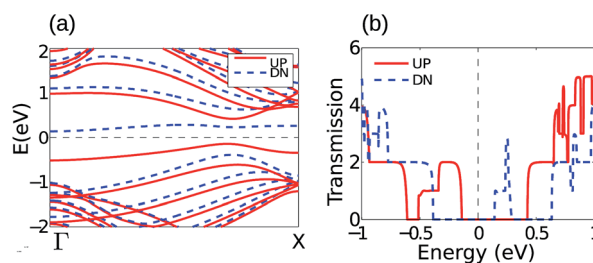 (a)
(b)
2
1
0
−1
−2
E(eV)
UP
DN
Γ
X
6
4
2
0
Transmission
UP
DN
−1
−0.5
0
0.5
1
Energy (eV)